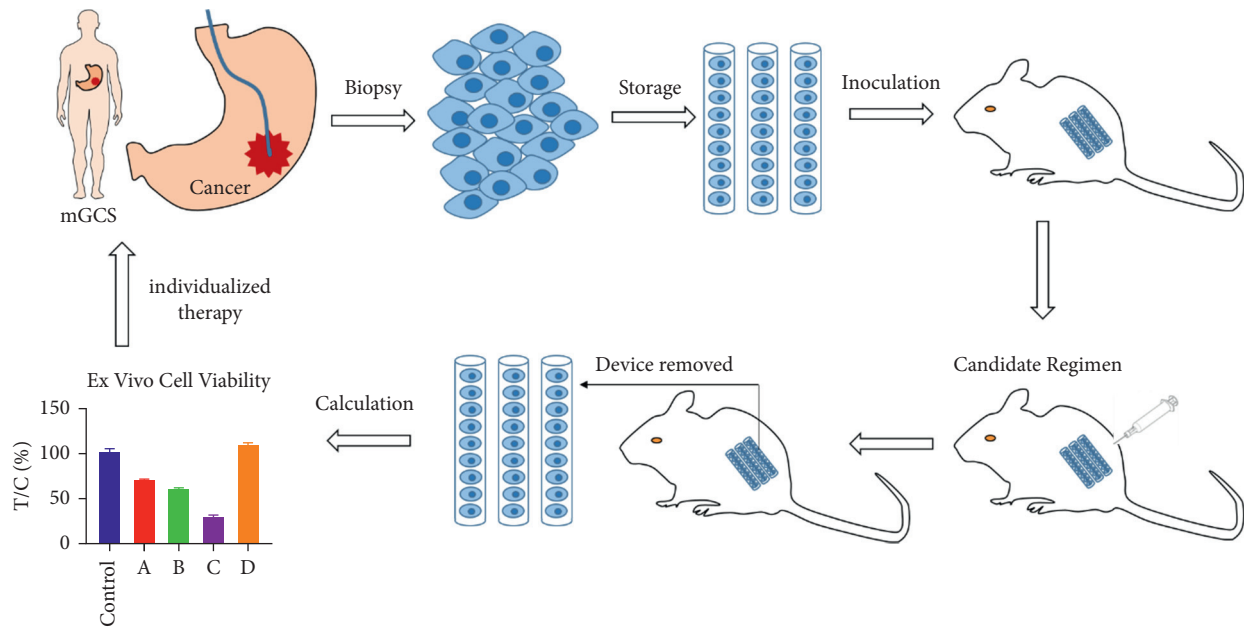 Biopsy
Storage
Inoculation
Cancer
mGCS
individualized
therapy
Candidate Regimen
Device removed
Calculation
Ex Vivo Cell Viability
T/C (%)
150
100
50
0
Control
A
B
C
D